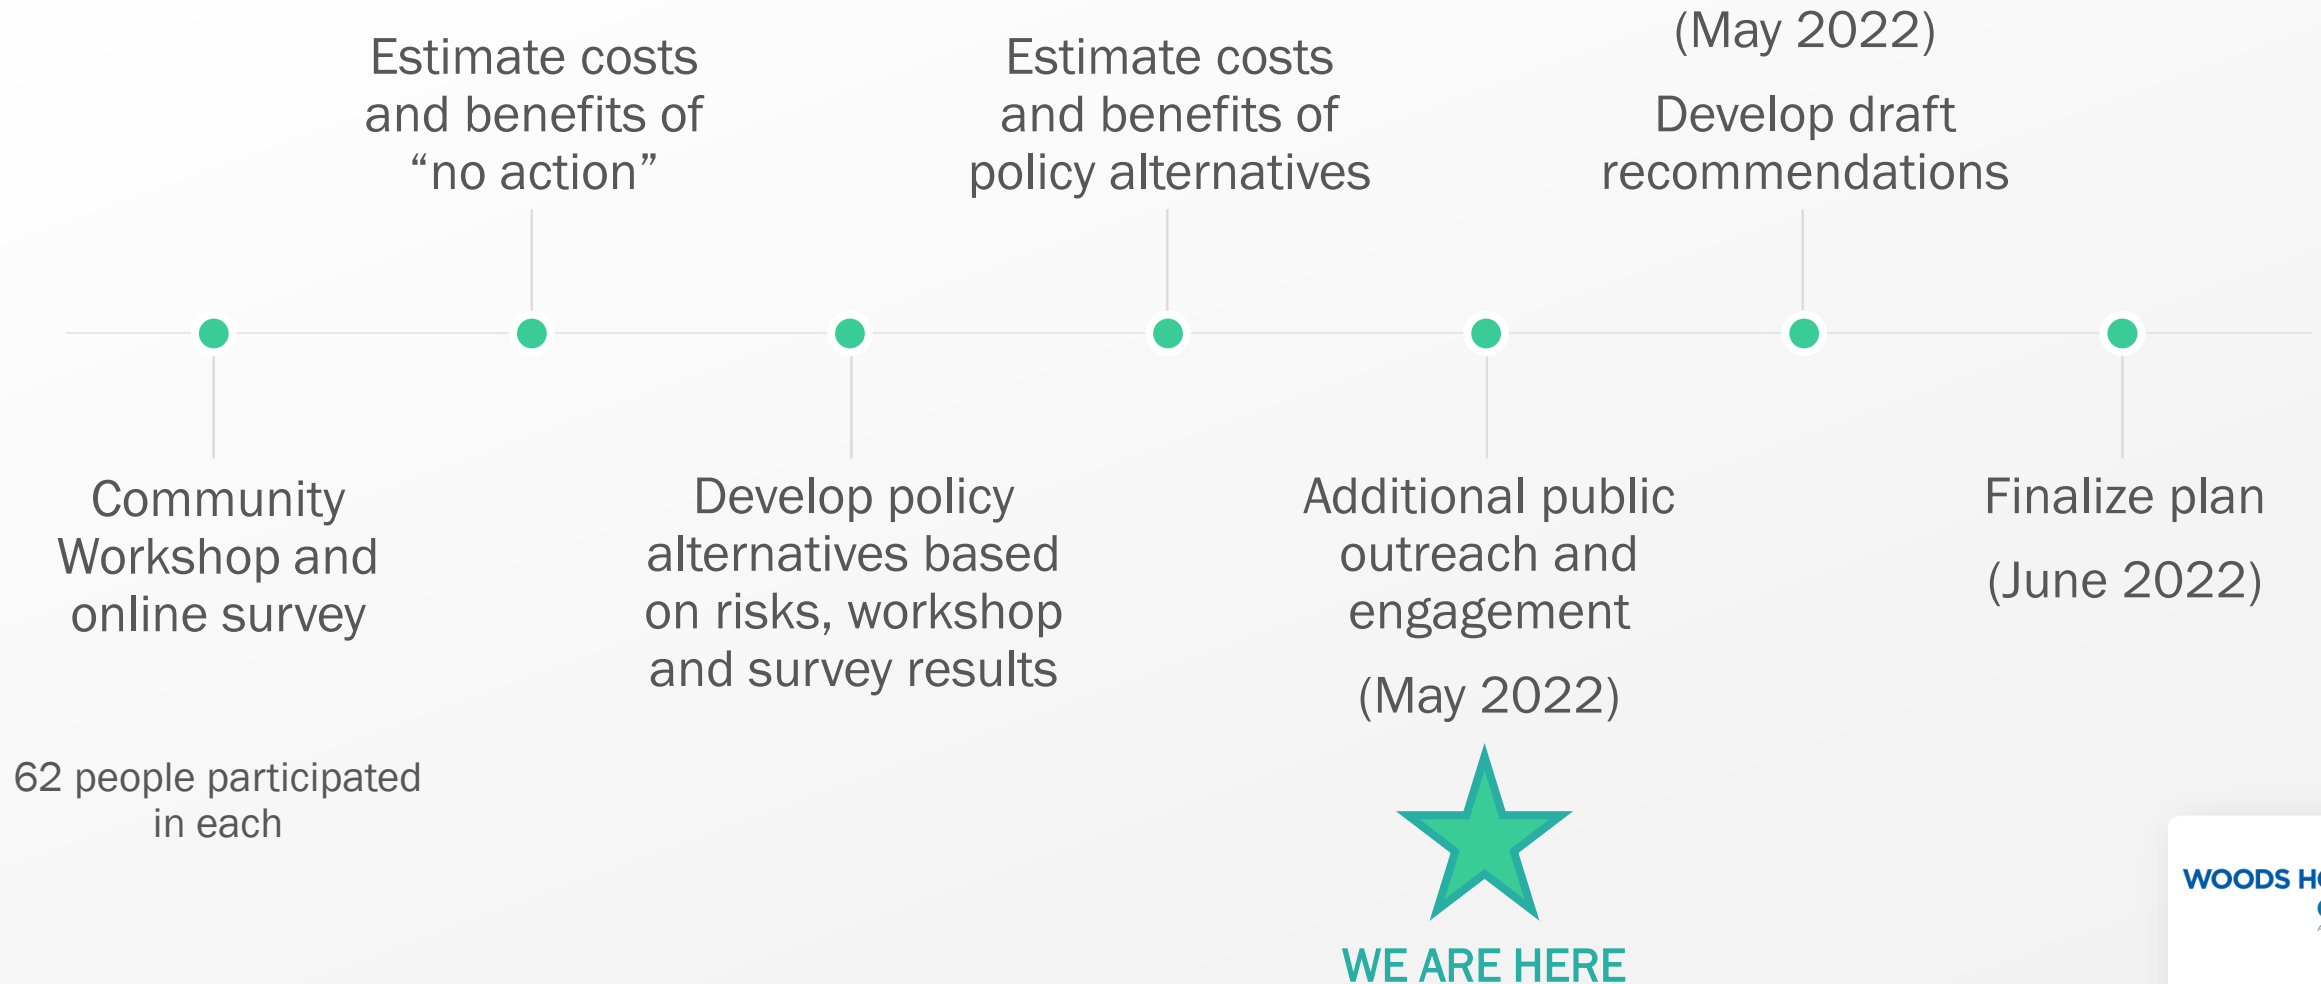 Estimate costs
and benefits of
“no action”
Estimate costs
and benefits of
policy alternatives
(May 2022)
Develop draft
recommendations
Community
Workshop and
online survey
62 people participated
in each
Develop policy
alternatives based
on risks, workshop
and survey results
Additional public
outreach and
engagement
(May 2022)
WE ARE HERE
Finalize plan
(June 2022)
WOODS